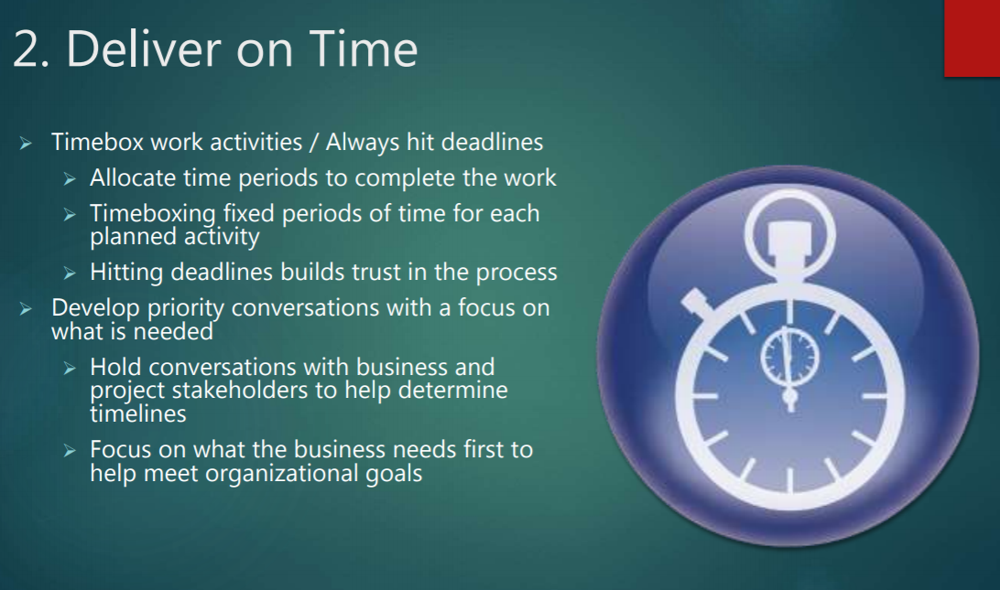 2. Deliver on Time
Timebox work activities / Always hit deadlines
Allocate time periods to complete the work
Timeboxing fixed periods of time for each
planned activity
Hitting deadlines builds trust in the process
Develop priority conversations with a focus on
what is needed
Hold conversations with business and
project stakeholders to help determine
timelines
Focus on what the business needs first to
help meet organizational goals